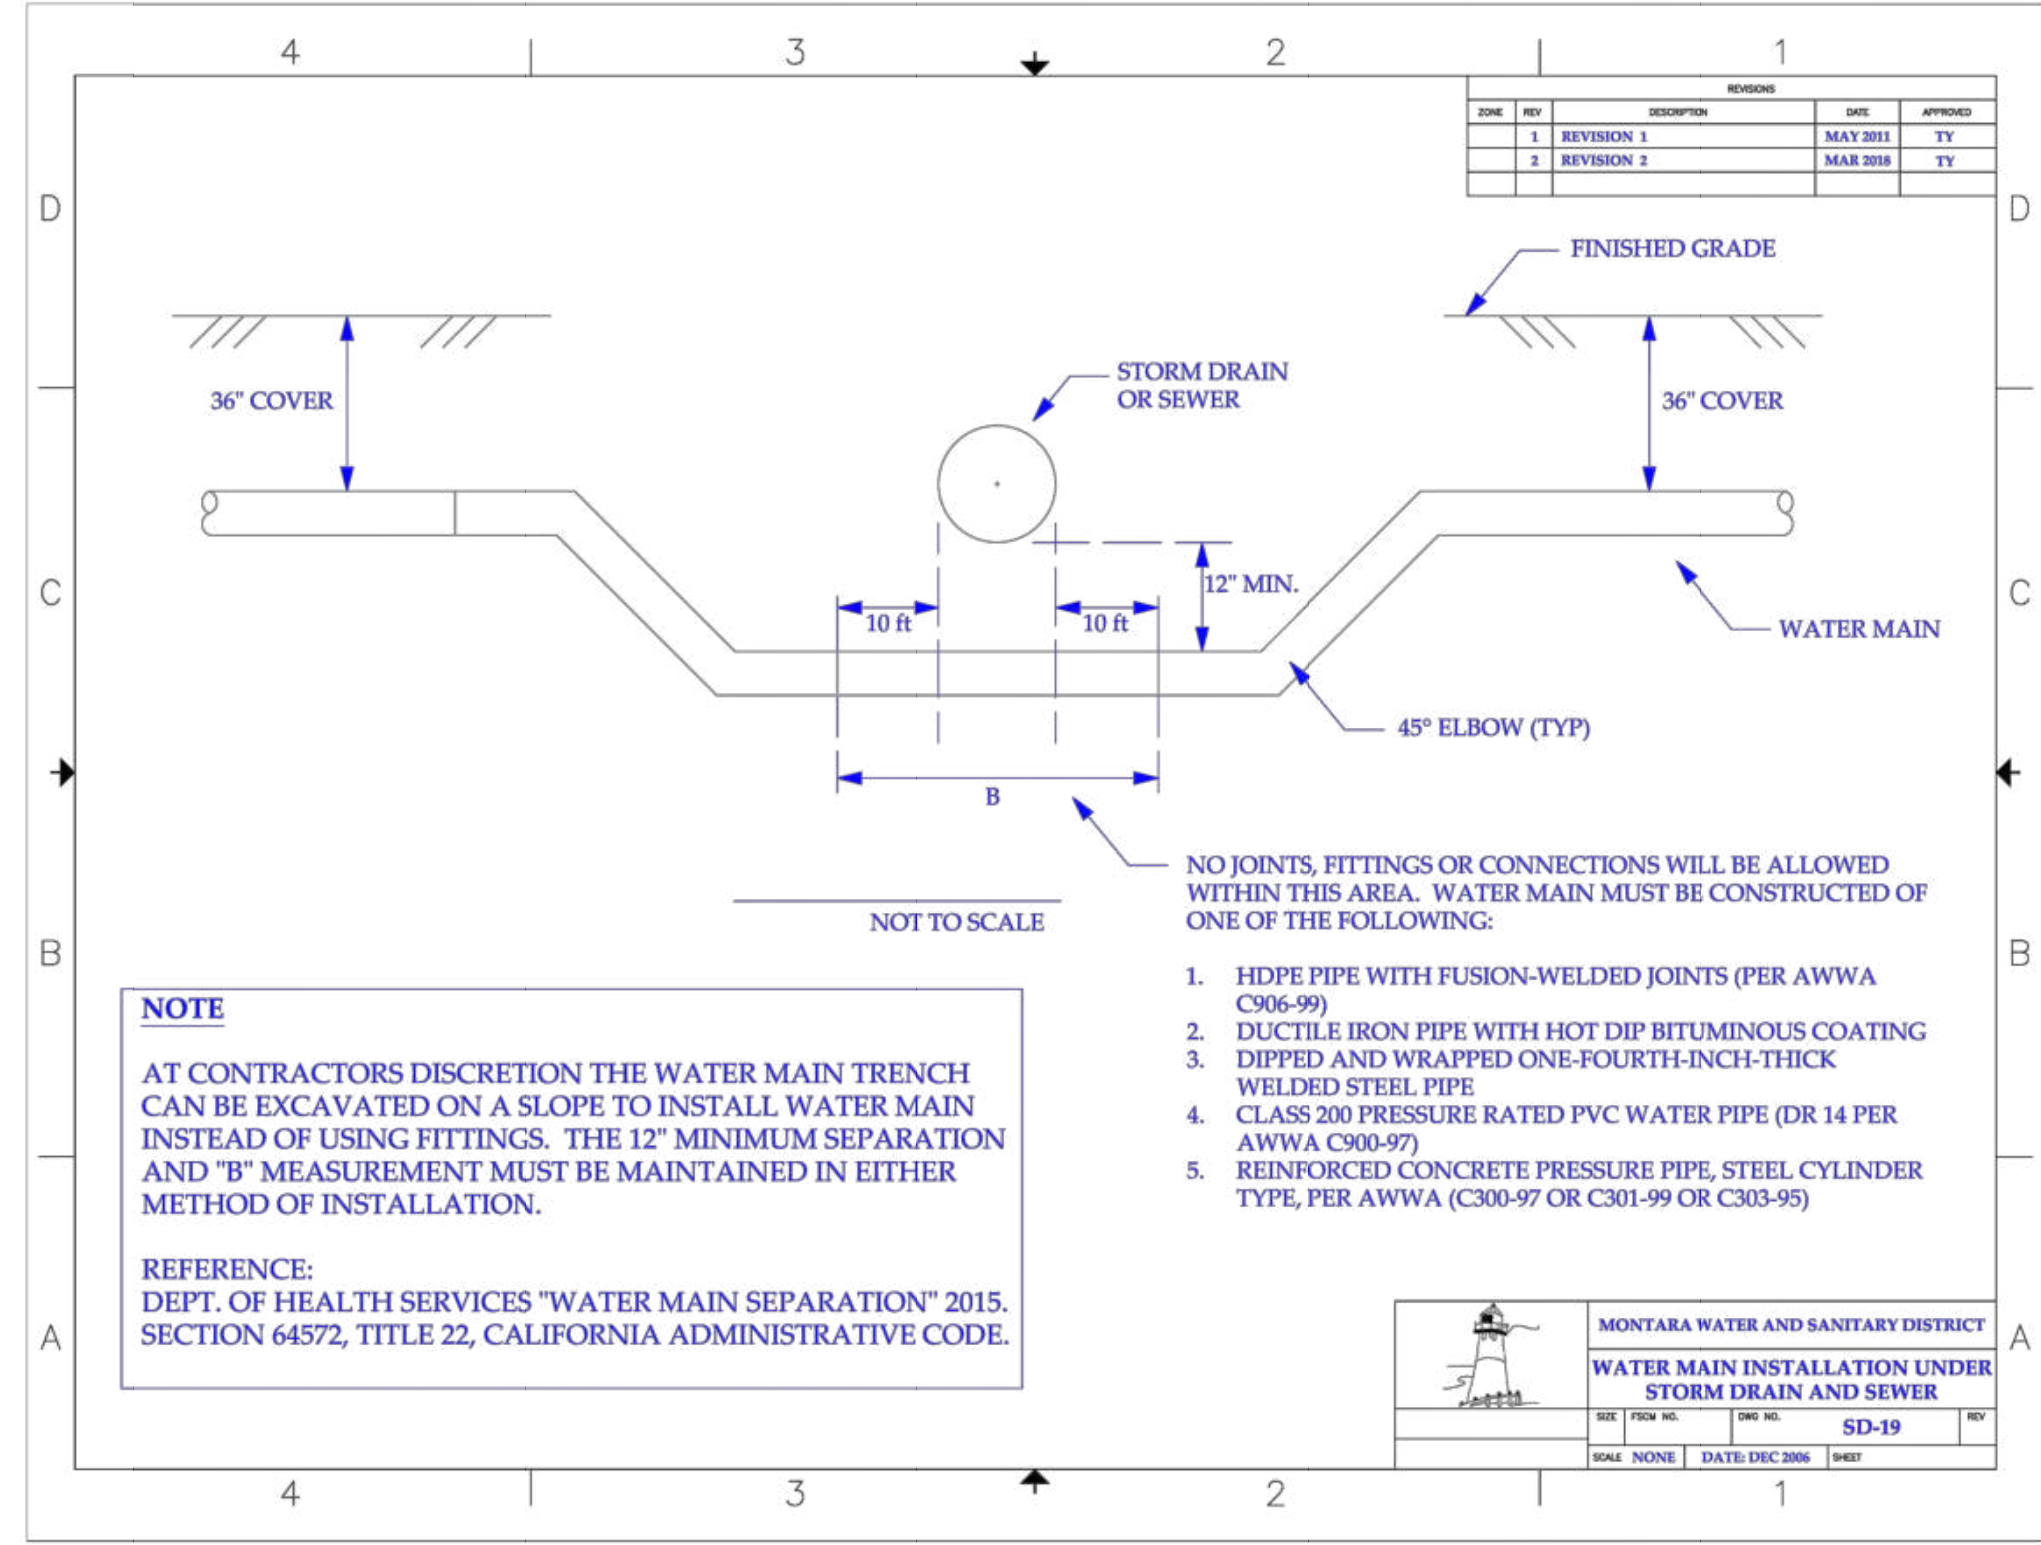 4
3
2
1
REVISIONS
ZONE REV DESCRIPTION DATE APPROVED
1 REVISION 1 MAY 2011 TY
2 REVISION 2 MAR 2018 TY
D
D
FINISHED GRADE
STORM DRAIN
OR SEWER
36" COVER
36" COVER
C
C
12" MIN.
10 ft
10 ft
WATER MAIN
45° ELBOW (TYP)
B
NO JOINTS, FITTINGS OR CONNECTIONS WILL BE ALLOWED
WITHIN THIS AREA. WATER MAIN MUST BE CONSTRUCTED OF
ONE OF THE FOLLOWING:
NOT TO SCALE
B
B
1. HDPE PIPE WITH FUSION-WELDED JOINTS (PER AWWA
C906-99)
2. DUCTILE IRON PIPE WITH HOT DIP BITUMINOUS COATING
3. DIPPED AND WRAPPED ONE-FOURTH-INCH-THICK
WELDED STEEL PIPE
4. CLASS 200 PRESSURE RATED PVC WATER PIPE (DR 14 PER
AWWA C900-97)
5. REINFORCED CONCRETE PRESSURE PIPE, STEEL CYLINDER
TYPE, PER AWWA (C300-97 OR C301-99 OR C303-95)
NOTE
AT CONTRACTORS DISCRETION THE WATER MAIN TRENCH
CAN BE EXCAVATED ON A SLOPE TO INSTALL WATER MAIN
INSTEAD OF USING FITTINGS. THE 12" MINIMUM SEPARATION
AND "B" MEASUREMENT MUST BE MAINTAINED IN EITHER
METHOD OF INSTALLATION.
REFERENCE:
DEPT. OF HEALTH SERVICES "WATER MAIN SEPARATION" 2015.
SECTION 64572, TITLE 22, CALIFORNIA ADMINISTRATIVE CODE.
A
A
MONTARA WATER AND SANITARY DISTRICT
WATER MAIN INSTALLATION UNDER
STORM DRAIN AND SEWER
SIZE FSCM NO. DWG NO. SD-19 REV
SCALE NONE DATE: DEC 2006 SHEET
4
3
2
1